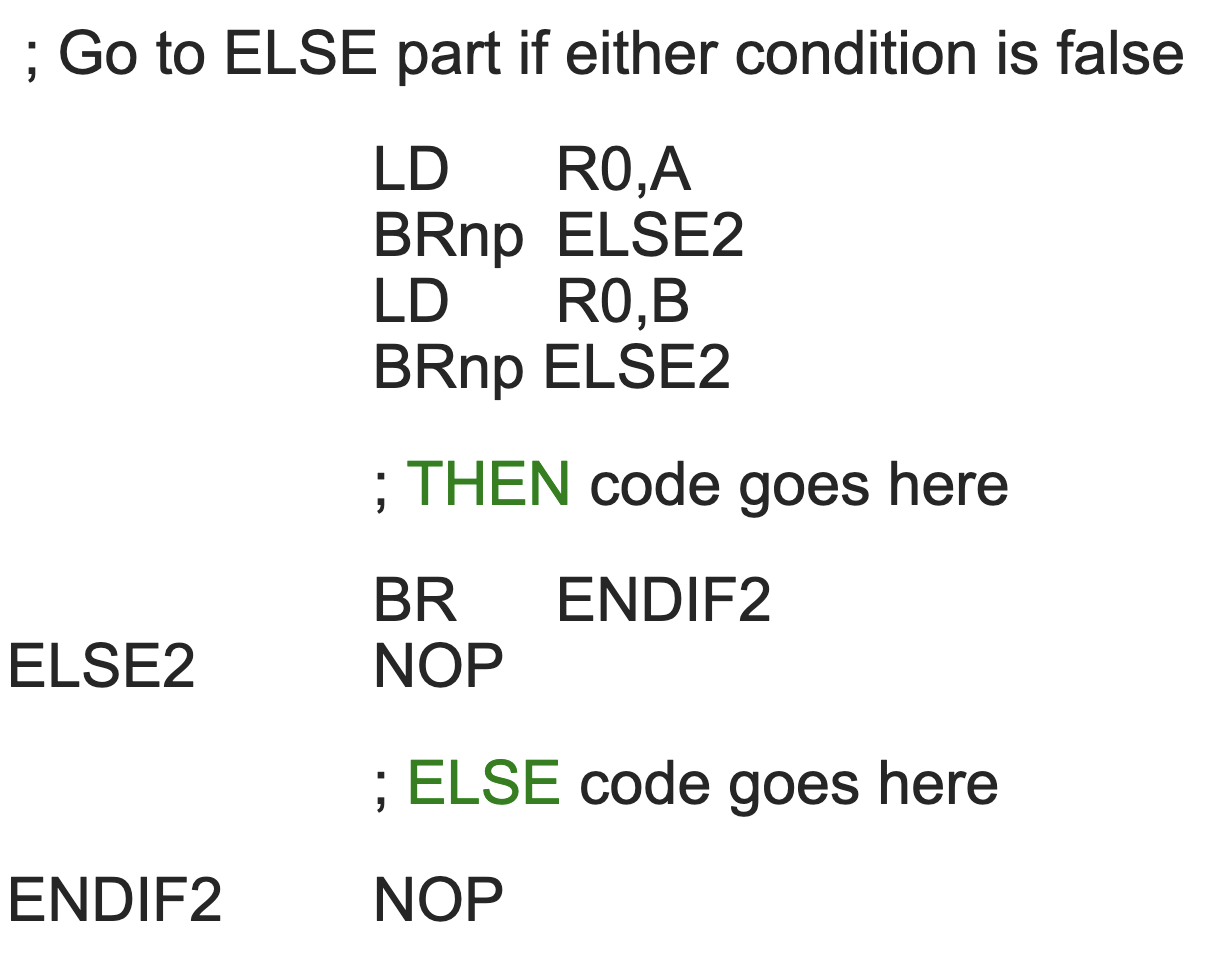 ; Go to ELSE part if either condition is false
LD R0,A
BRnp ELSE2
LD R0,B
BRnp ELSE2
; THEN code goes here
BR ENDIF2
ELSE2 NOP
; ELSE code goes here
ENDIF2 NOP